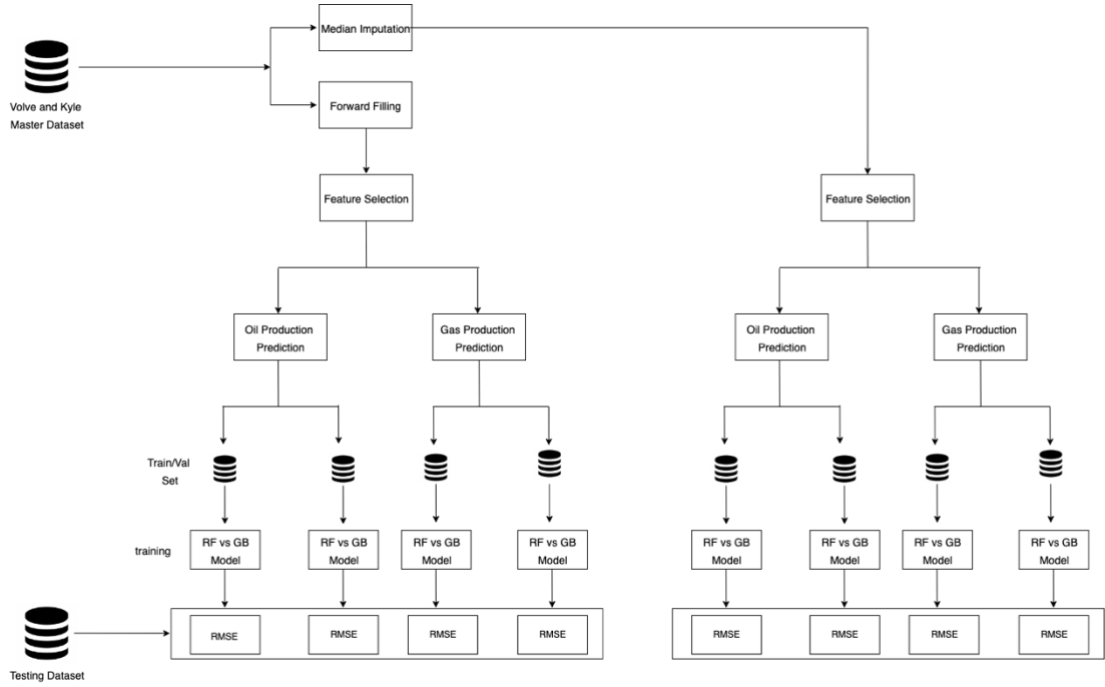 Median Imputation
Volve and Kyle
Master Dataset
Forward Filling
Feature Selection
Feature Selection
Oil Production
Prediction
Gas Production
Prediction
Oil Production
Prediction
Gas Production
Prediction
Train/Val
Set
training
RF vs GB
Model
RF vs GB
Model
RF vs GB
Model
RF vs GB
Model
RF vs GB
Model
RF vs GB
Model
RF vs GB
Model
RF vs GB
Model
RMSE
RMSE
RMSE
RMSE
RMSE
RMSE
RMSE
RMSE
Testing Dataset